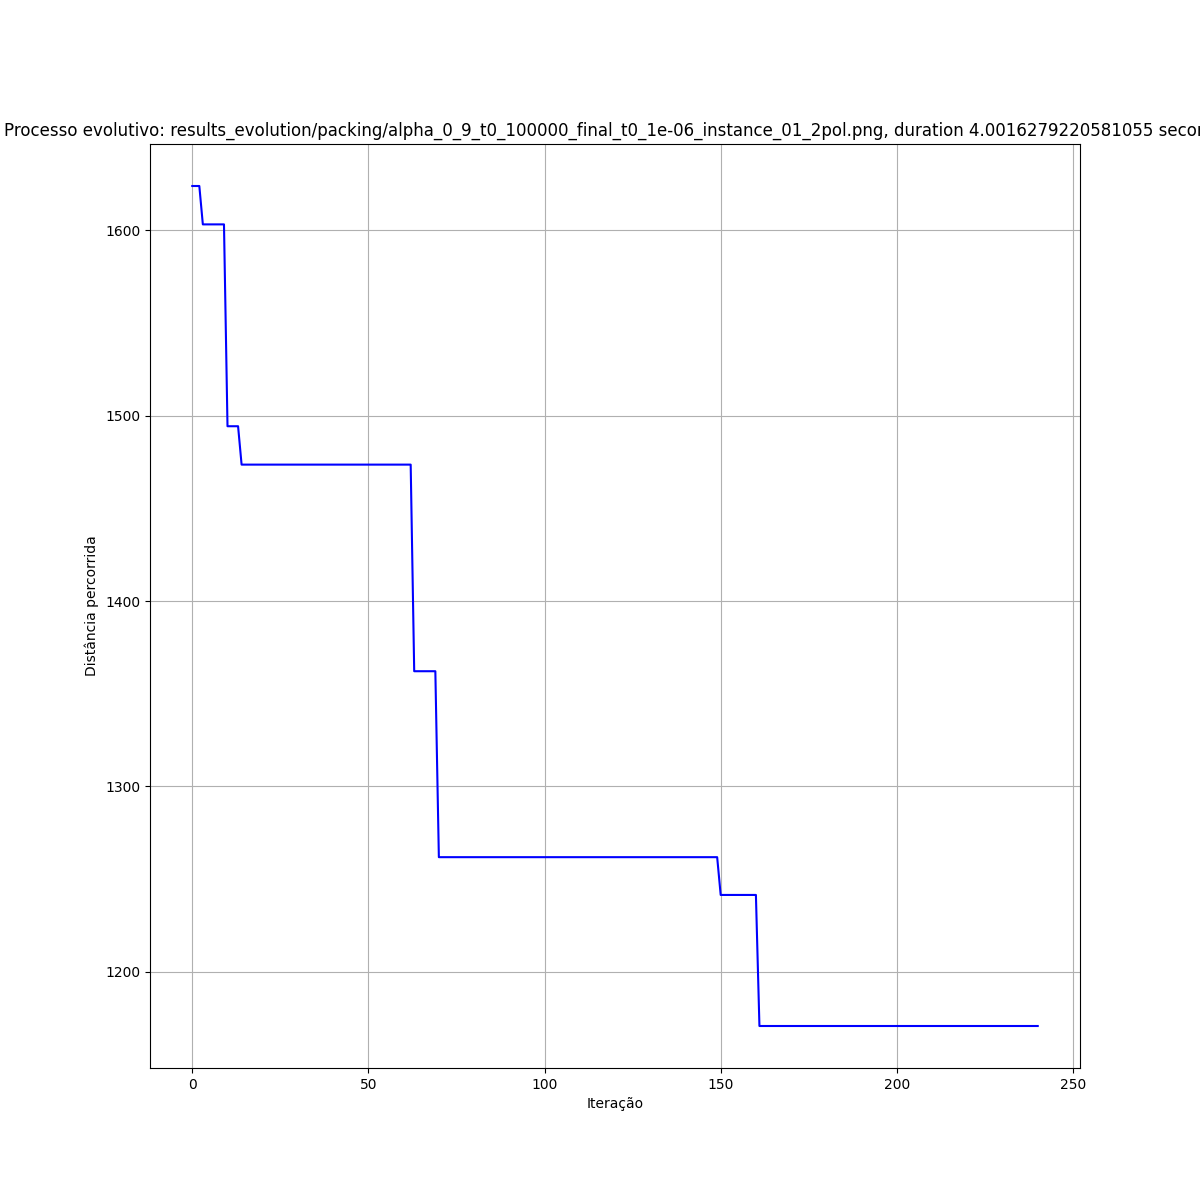 Processo evolutivo: results_evolution/packing/alpha_0_9_t0_100000_final_t0_1e-06_instance_01_2pol.png, duration 4.0016279220581055 secon
1600
1500
1400
1300
1200
Distância percorrida
0 50 100 150 200 250
Iteração